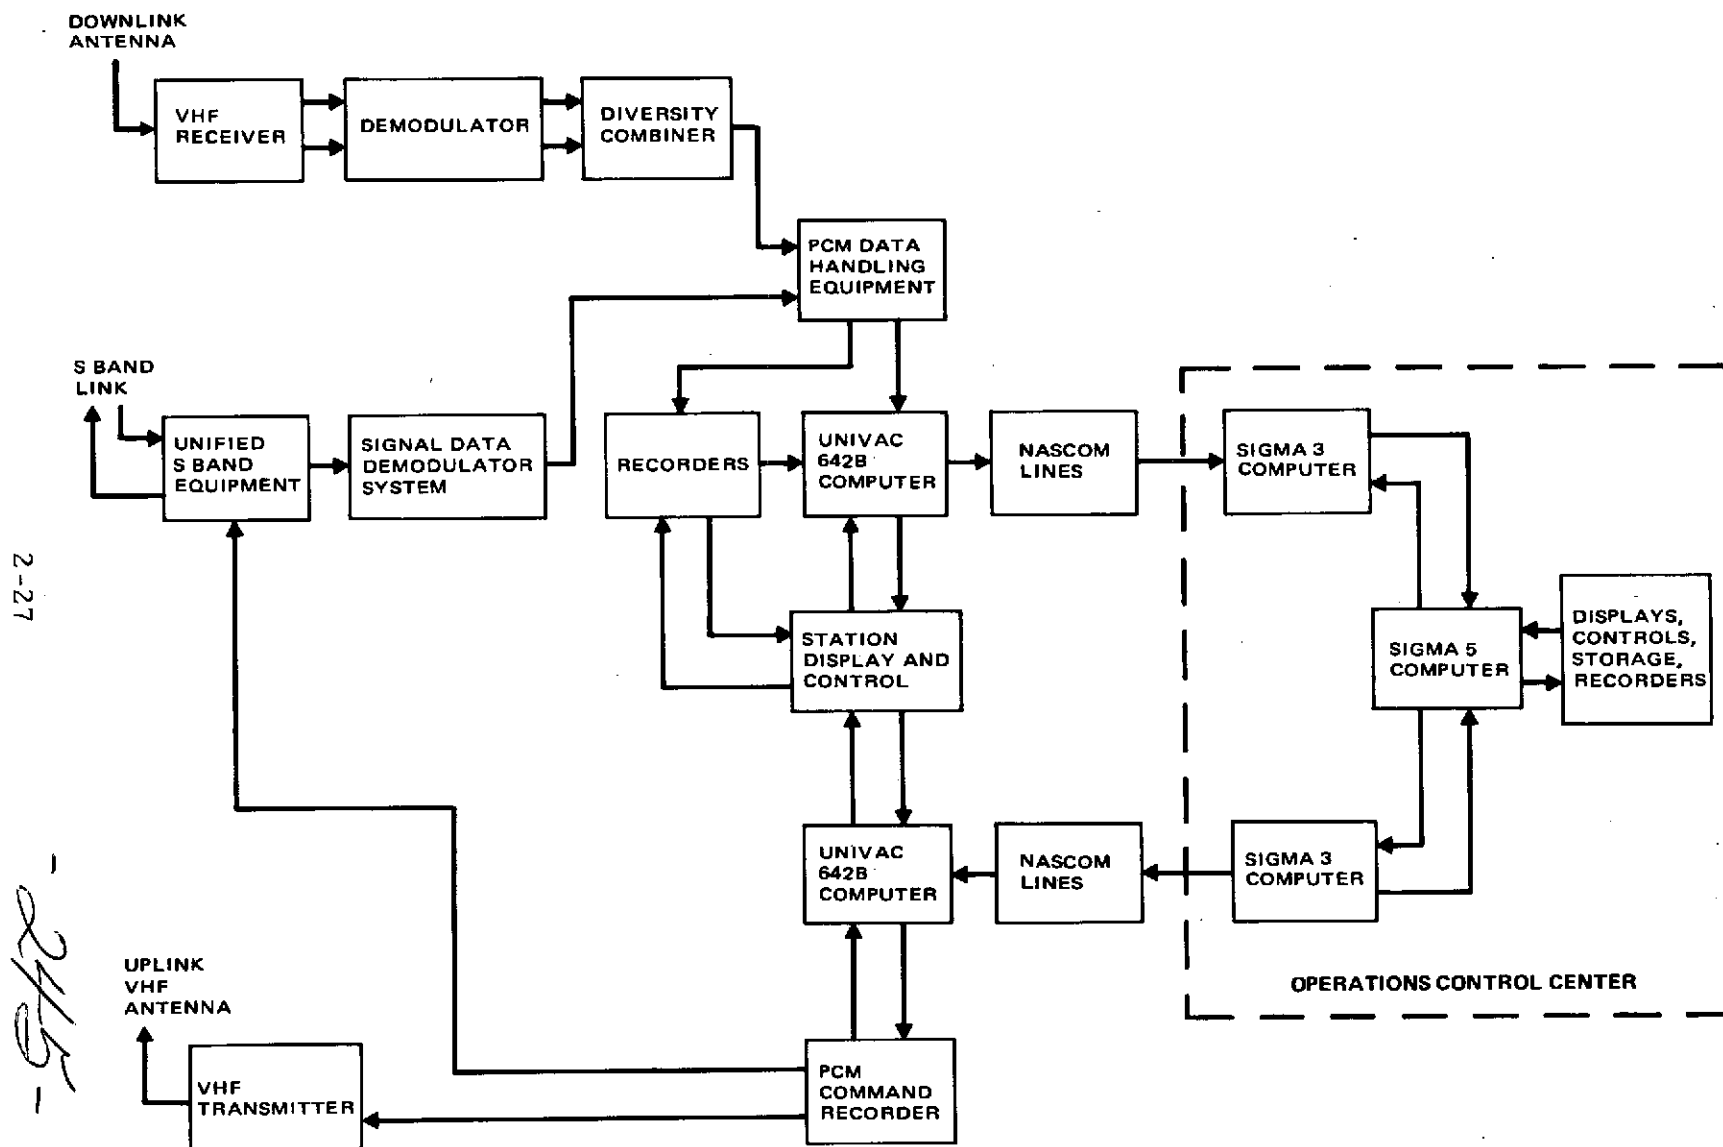 DOWNLINK
ANTENNA
VHF
RECEIVER
DEMODULATOR
DIVERSITY
COMBINER
PCM DATA
HANDLING
EQUIPMENT
S BAND
LINK
UNIFIED
S BAND
EQUIPMENT
SIGNAL DATA
DEMODULATOR
SYSTEM
RECORDERS
UNIVAC
642B
COMPUTER
NASCOM
LINES
SIGMA 3
COMPUTER
STATION
DISPLAY AND
CONTROL
SIGMA 5
COMPUTER
DISPLAYS,
CONTROLS,
STORAGE,
RECORDERS
UNIVAC
642B
COMPUTER
NASCOM
LINES
SIGMA 3
COMPUTER
OPERATIONS CONTROL CENTER
UPLINK
VHF
ANTENNA
VHF
TRANSMITTER
PCM
COMMAND
RECORDER
2-27